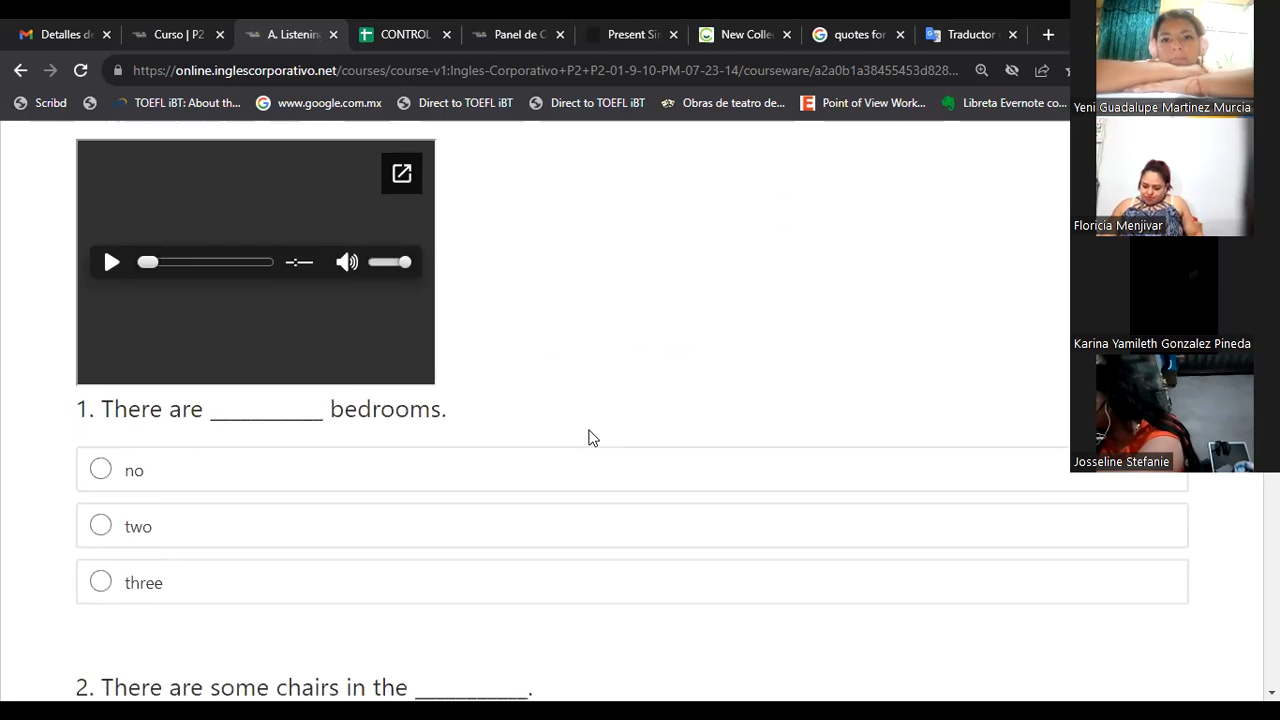 Detalles d
Curso | P2
A. Listenin
CONTROL
Panel de C
Present Sir
New Colle
quotes for
Traductor
https://online.inglescorporativo.net/courses/course-v1:Ingles-Corporativo+P2+P2-01-9-10-PM-07-23-14/courseware/a2a0b1a38455453d828...
Scribd
TOEFL iBT: About th...
www.google.com.mx
Direct to TOEFL iBT
Direct to TOEFL iBT
Obras de teatro de...
Point of View Work...
Libreta Evernote co...
Yeni Guadalupe Martínez Murcia
Floricia Menjivar
Karina Yamileth Gonzalez Pineda
Josseline Stefanie
1. There are ___________ bedrooms.
no
two
three
2. There are some chairs in the ___________.